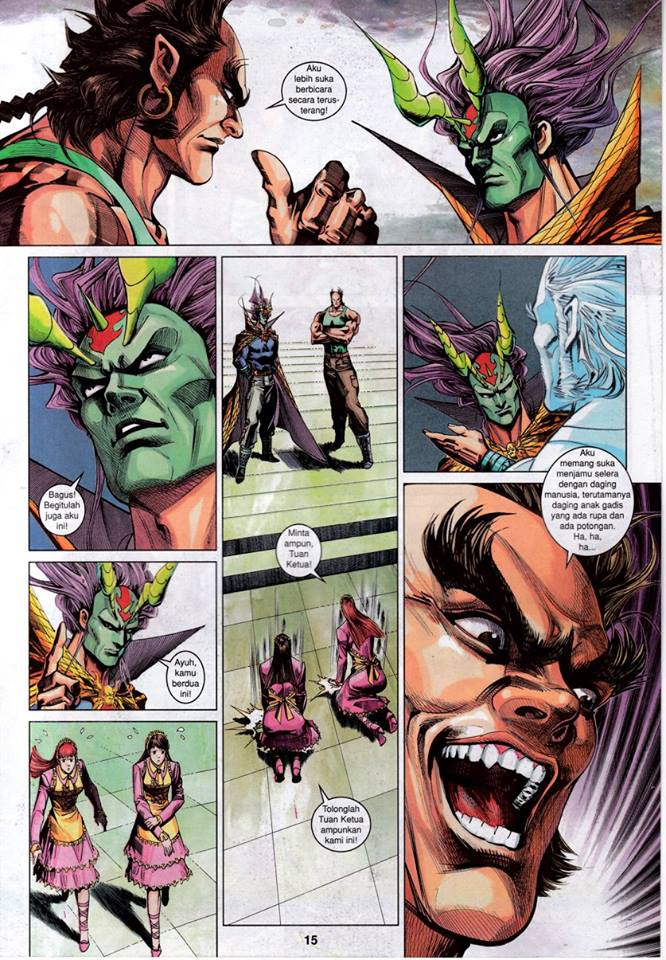 Aku
lebih suka
berbicara
secara terus-
terang!
Bagus!
Begitulah
juga aku
ini!
Ayuh,
kamu
berdua
ini!
Minta
ampun,
Tuan
Ketua!
Tolonglah
Tuan Ketua
ampunkan
kami ini!
Aku
memang suka
menjamu selera
dengan daging
manusia, terutamanya
daging anak gadis
yang ada rupa dan
ada potongan.
Ha, ha,
ha...
15